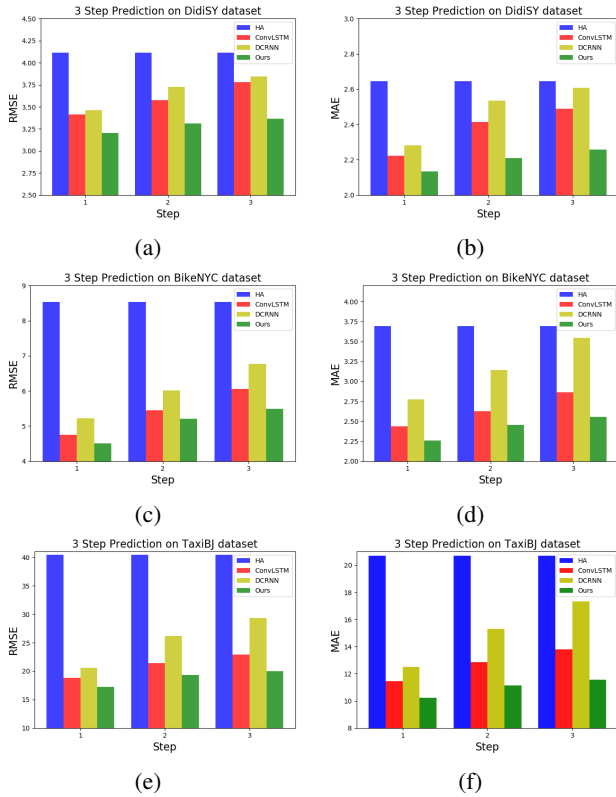 3 Step Prediction on DidiSY dataset
4.50
4.25
4.00
3.75
3.50
3.25
3.00
2.75
2.50
RMSE
HA
ConvLSTM
DCRNN
Ours
1 2 3
Step
(a)
3 Step Prediction on DidiSY dataset
3.0
2.8
2.6
2.4
2.2
2.0
MAE
HA
ConvLSTM
DCRNN
Ours
1 2 3
Step
(b)
3 Step Prediction on BikeNYC dataset
9
8
7
6
5
4
RMSE
HA
ConvLSTM
DCRNN
Ours
1 2 3
Step
(c)
3 Step Prediction on BikeNYC dataset
4.00
3.75
3.50
3.25
3.00
2.75
2.50
2.25
2.00
MAE
HA
ConvLSTM
DCRNN
Ours
1 2 3
Step
(d)
3 Step Prediction on TaxiBJ dataset
40
35
30
25
20
15
10
RMSE
HA
ConvLSTM
DCRNN
Ours
1 2 3
Step
(e)
3 Step Prediction on TaxiBJ dataset
20
18
16
14
12
10
8
MAE
HA
ConvLSTM
DCRNN
Ours
1 2 3
Step
(f)